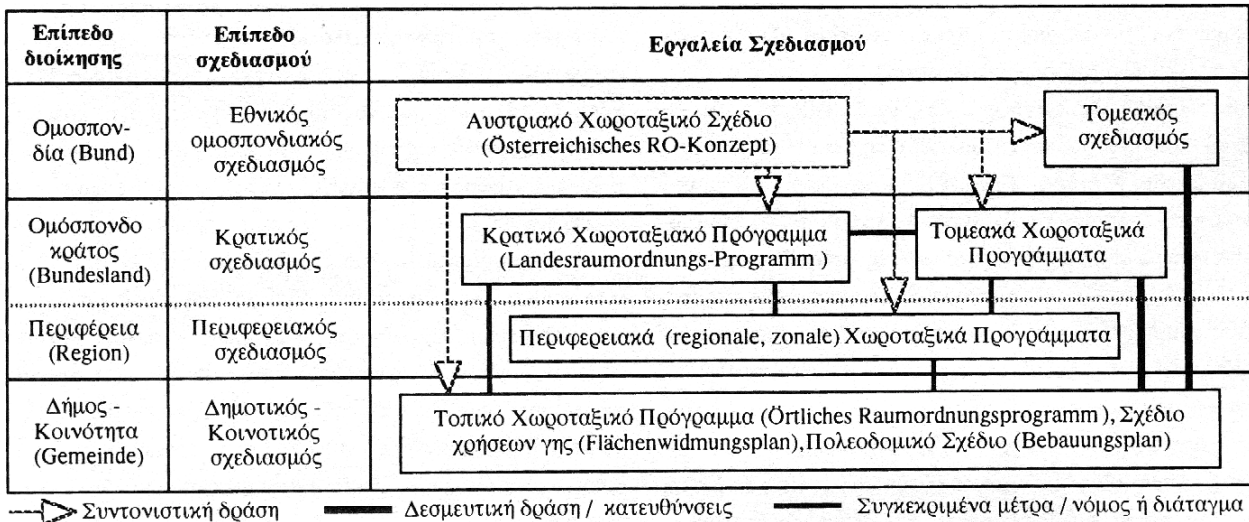 Επίπεδο
διοίκησης
Επίπεδο
σχεδιασμού
Εργαλεία Σχεδιασμού
Ομοσπον-
δία (Bund)
Εθνικός
ομοσπονδιακός
σχεδιασμός
Αυστριακό Χωροταξικό Σχέδιο
(Österreichisches RO-Konzept)
Τομεακός
σχεδιασμός
Ομόσπονδο
κράτος
(Bundesland)
Κρατικός
σχεδιασμός
Κρατικό Χωροταξιακό Πρόγραμμα
(Landesraumordnungs-Programm )
Τομεακά Χωροταξικά
Προγράμματα
Περιφέρεια
(Region)
Περιφερειακός
σχεδιασμός
Περιφερειακά (regionale, zonale) Χωροταξικά Προγράμματα
Δήμος -
Κοινότητα
(Gemeinde)
Δημοτικός -
Κοινοτικός
σχεδιασμός
Τοπικό Χωροταξικό Πρόγραμμα (Örtliches Raumordnungsprogramm ), Σχέδιο
χρήσεων γης (Flächenwidmungsplan), Πολεοδομικό Σχέδιο (Bebauungsplan)
Συντονιστική δράση
Δεσμευτική δράση / κατευθύνσεις
Συγκεκριμένα μέτρα / νόμος ή διάταγμα